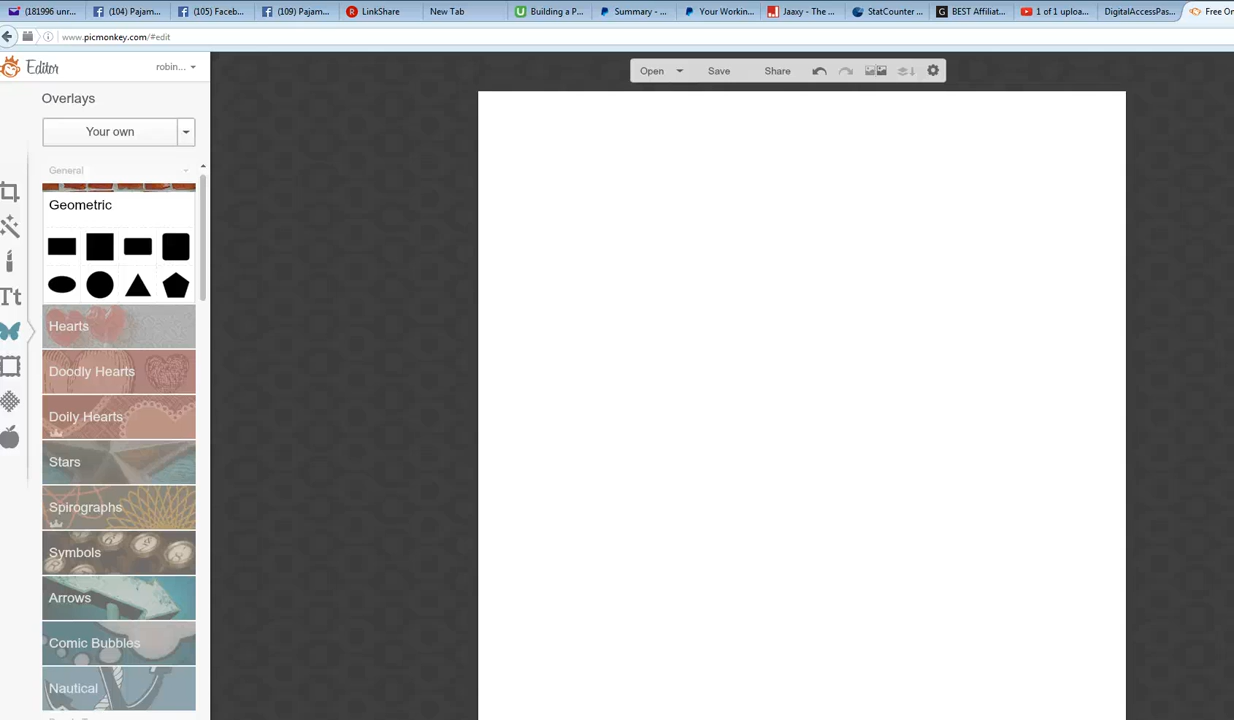 (181996 unr...
(104) Pajam...
(105) Faceb...
(109) Pajam...
LinkShare
New Tab
Building a P...
Summary - ...
Your Workin...
Jaaxy - The ...
StatCounter ...
BEST Affiliat...
1 of 1 uploa...
DigitalAccessPas...
Free On
www.picmonkey.com/#edit
Editor
robin...
Open
Save
Share
Overlays
Your own
General
Geometric
Hearts
Doodly Hearts
Doily Hearts
Stars
Spirographs
Symbols
Arrows
Comic Bubbles
Nautical